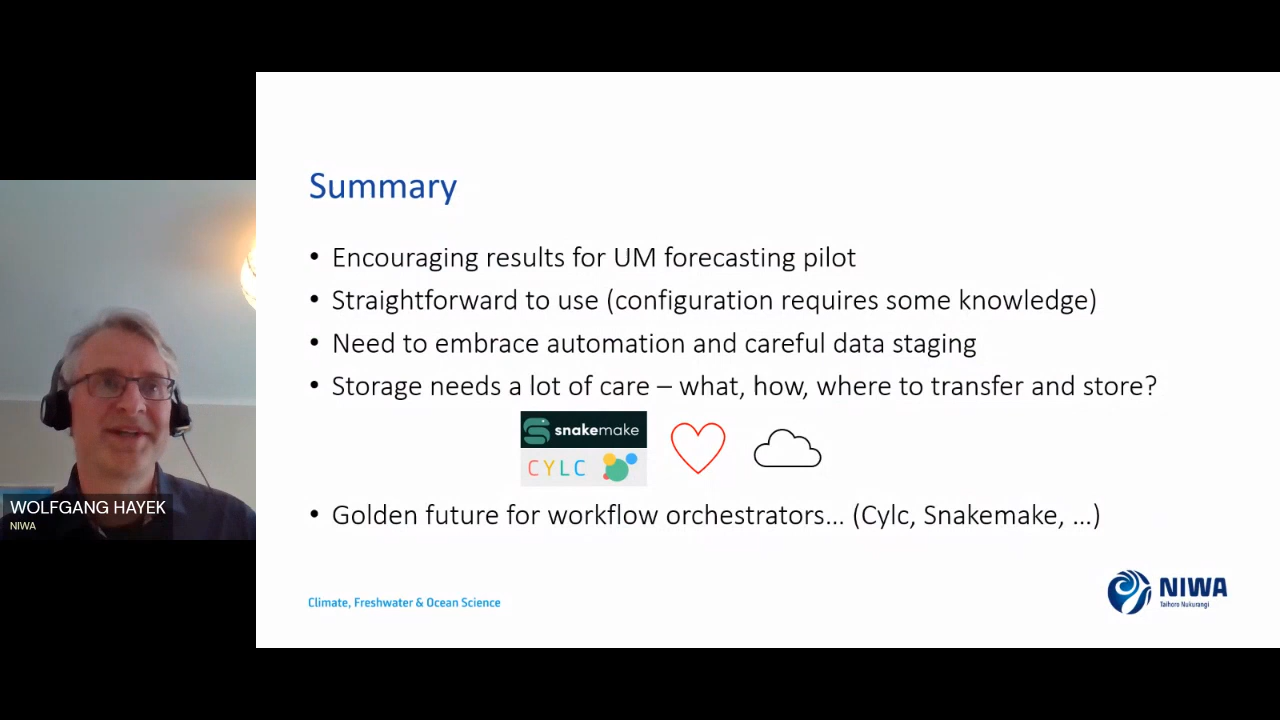 Summary
• Encouraging results for UM forecasting pilot
• Straightforward to use (configuration requires some knowledge)
• Need to embrace automation and careful data staging
• Storage needs a lot of care – what, how, where to transfer and store?
snakemake
CYLC
• Golden future for workflow orchestrators... (Cylc, Snakemake, ...)
Climate, Freshwater & Ocean Science
NIWA
Taihoro Nukurangi
WOLFGANG HAYEK
NIWA